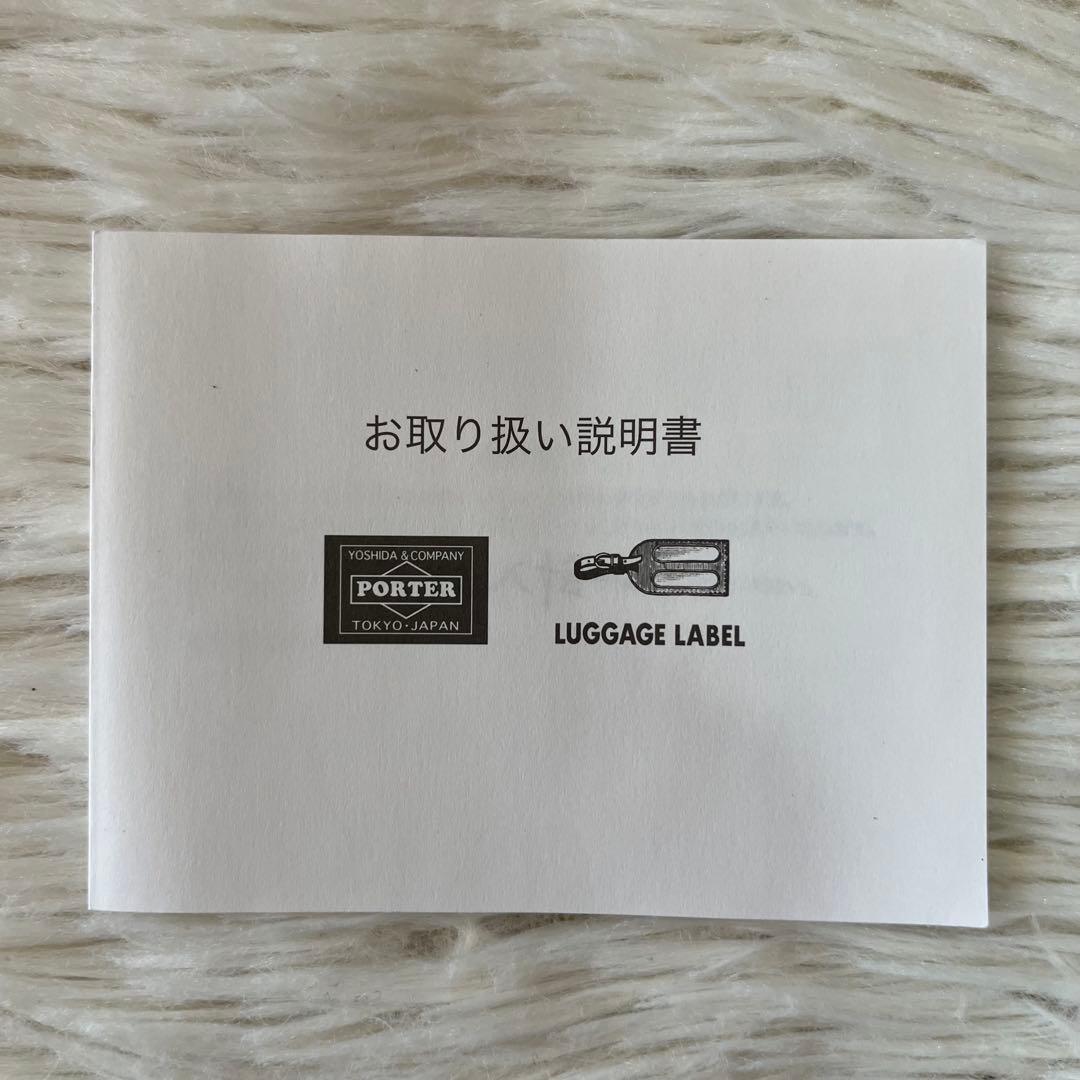 お取り扱い説明書
YOSHIDA & COMPANY
PORTER
TOKYO・JAPAN
LUGGAGE LABEL